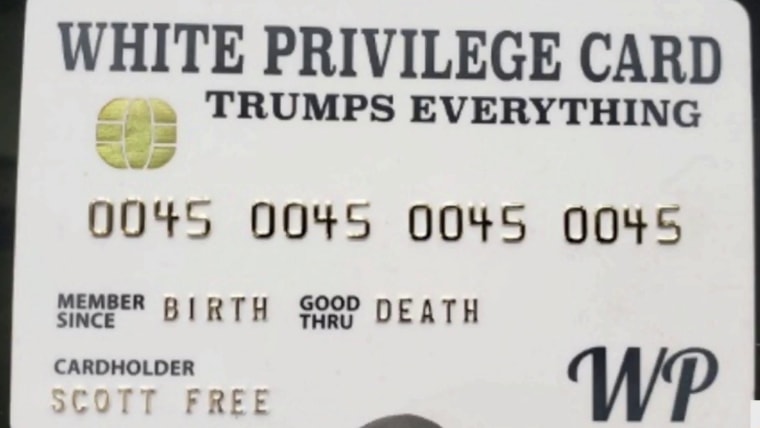 WHITE PRIVILEGE CARD
TRUMPS EVERYTHING
0045 0045 0045 0045
MEMBER SINCE BIRTH GOOD THRU DEATH
CARDHOLDER
SCOTT FREE
WP